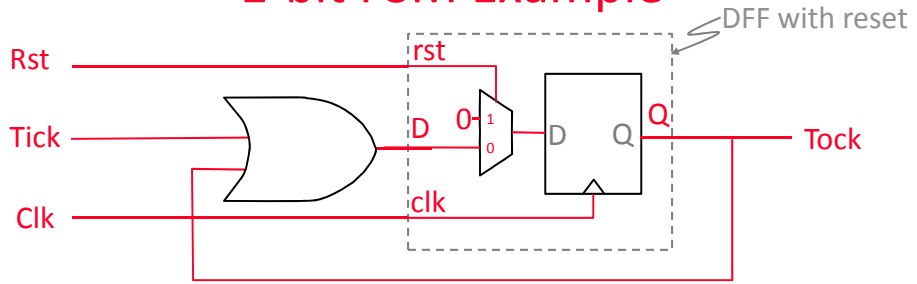 DFF with reset
Rst
rst
Tick
D
0
1
0
D
Q
Q
Tock
Clk
clk